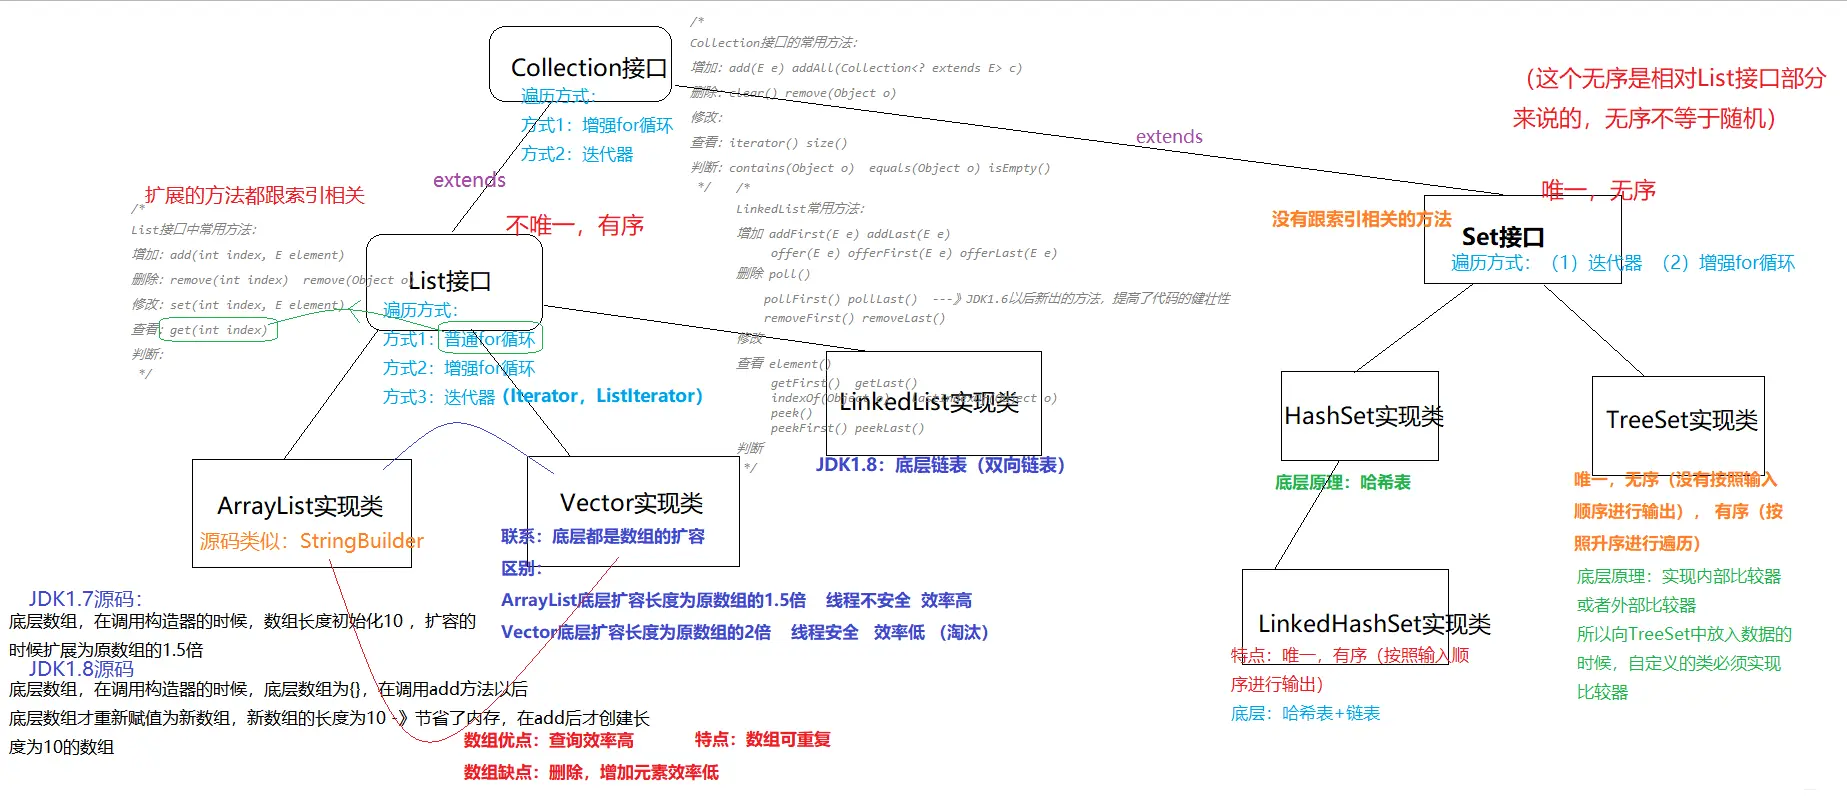 /*
Collection接口的常用方法：
增加：add(E e) addAll(Collection<? extends E> c)
删除：clear() remove(Object o)
修改：
查看：iterator() size()
判断：contains(Object o)  equals(Object o) isEmpty()
*/
Collection接口
遍历方式：
方式1：增强for循环
方式2：迭代器
extends
extends
（这个无序是相对List接口部分
来说的，无序不等于随机）
扩展的方法都跟索引相关
/*
List接口中常用方法：
增加：add(int index, E element)
删除：remove(int index)  remove(Object o)
修改：set(int index, E element)
查看：get(int index)
判断：
*/
不唯一，有序
List接口
遍历方式：
方式1：普通for循环
方式2：增强for循环
方式3：迭代器（Iterator，ListIterator）
/*
LinkedList常用方法：
增加 addFirst(E e) addLast(E e)
offer(E e) offerFirst(E e) offerLast(E e)
删除 poll()
pollFirst() pollLast()  ---》JDK1.6以后新出的方法，提高了代码的健壮性
removeFirst() removeLast()
修改
查看 element()
getFirst()  getLast()
indexOf(Object o)   lastIndexOf(Object o)
peek()
peekFirst() peekLast()
判断
*/
LinkedList实现类
JDK1.8：底层链表（双向链表）
唯一，无序
没有跟索引相关的方法
Set接口
遍历方式：（1）迭代器 （2）增强for循环
HashSet实现类
底层原理：哈希表
TreeSet实现类
唯一，无序（没有按照输入
顺序进行输出），有序（按
照升序进行遍历）
底层原理：实现内部比较器
或者外部比较器
所以向TreeSet中放入数据的
时候，自定义的类必须实现
比较器
LinkedHashSet实现类
特点：唯一，有序（按照输入顺
序进行输出）
底层：哈希表+链表
ArrayList实现类
源码类似：StringBuilder
Vector实现类
联系：底层都是数组的扩容
区别：
ArrayList底层扩容长度为原数组的1.5倍    线程不安全  效率高
Vector底层扩容长度为原数组的2倍    线程安全   效率低 （淘汰）
JDK1.7源码：
底层数组，在调用构造器的时候，数组长度初始化10 ，扩容的
时候扩展为原数组的1.5倍
JDK1.8源码
底层数组，在调用构造器的时候，底层数组为{}，在调用add方法以后
底层数组才重新赋值为新数组，新数组的长度为10 -》节省了内存，在add后才创建长
度为10的数组
数组优点：查询效率高
特点：数组可重复
数组缺点：删除，增加元素效率低